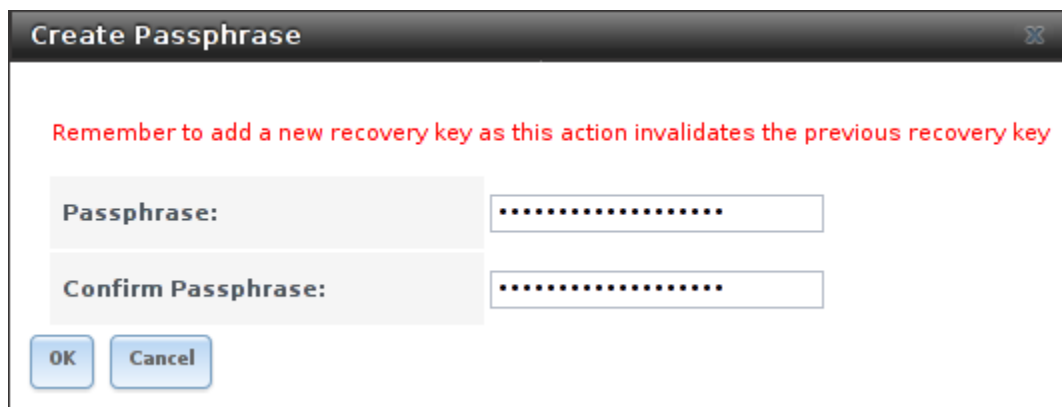 Create Passphrase
Remember to add a new recovery key as this action invalidates the previous recovery key
Passphrase: •••••••••••••••••••
Confirm Passphrase: •••••••••••••••••••
OK Cancel